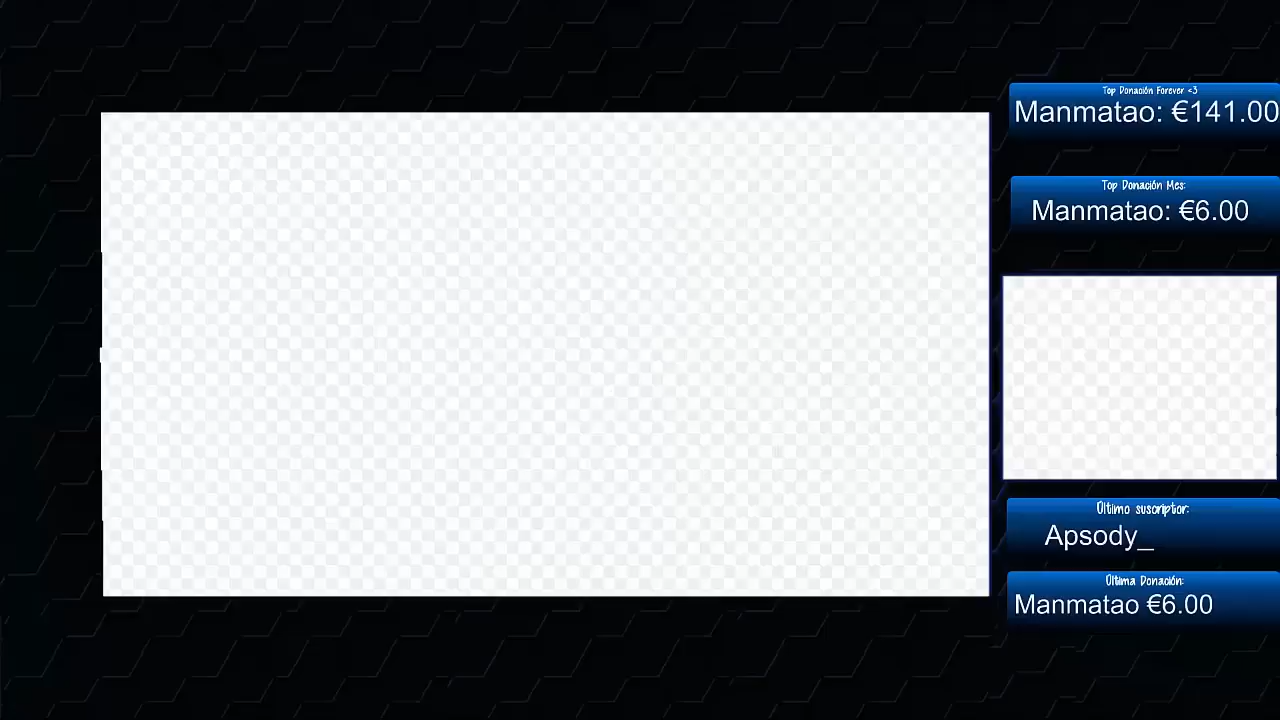 Top Donación Forever <3
Manmatao: €141.00
Top Donación Mes:
Manmatao: €6.00
Último suscriptor:
Apsody_
Última Donación:
Manmatao €6.00